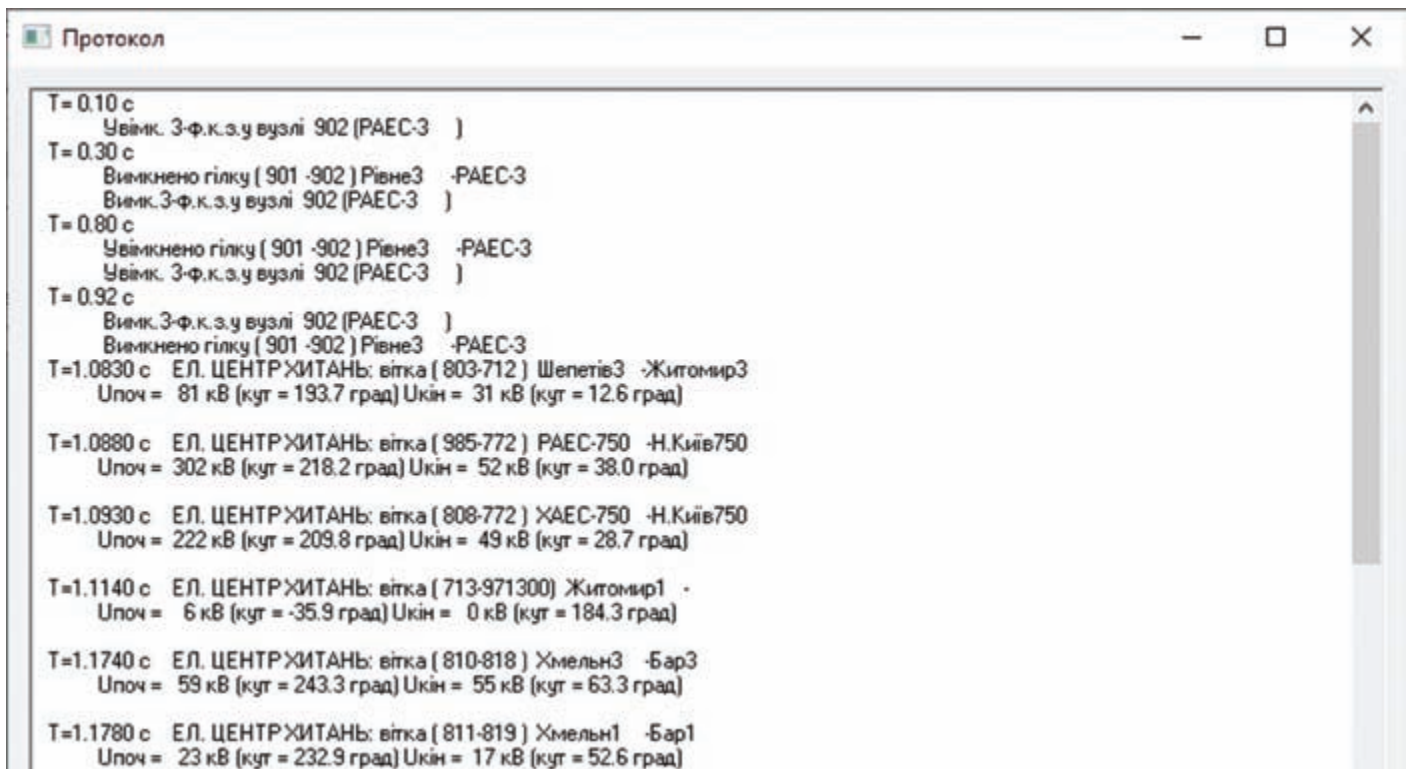 Протокол
T= 0.10 с
Увімк. 3-ф.к.з.у вузлі 902 (РАЕС-3 )
T= 0.30 с
Вимкнено гілку ( 901 -902 ) Рівне3 -РАЕС-3
Вимк.3-ф.к.з.у вузлі 902 (РАЕС-3 )
T= 0.80 с
Увімкнено гілку ( 901 -902 ) Рівне3 -РАЕС-3
Увімк. 3-ф.к.з.у вузлі 902 (РАЕС-3 )
T= 0.92 с
Вимк.3-ф.к.з.у вузлі 902 (РАЕС-3 )
Вимкнено гілку ( 901 -902 ) Рівне3 -РАЕС-3
T=1.0830 с ЕЛ. ЦЕНТР ХИТАНЬ: вітка ( 803-712 ) Шепетів3 -Житомир3
Uпоч = 81 кВ (кут = 193.7 град) Uкін = 31 кВ (кут = 12.6 град)
T=1.0880 с ЕЛ. ЦЕНТР ХИТАНЬ: вітка ( 985-772 ) РАЕС-750 -Н.Київ750
Uпоч = 302 кВ (кут = 218.2 град) Uкін = 52 кВ (кут = 38.0 град)
T=1.0930 с ЕЛ. ЦЕНТР ХИТАНЬ: вітка ( 808-772 ) ХАЕС-750 -Н.Київ750
Uпоч = 222 кВ (кут = 209.8 град) Uкін = 49 кВ (кут = 28.7 град)
T=1.1140 с ЕЛ. ЦЕНТР ХИТАНЬ: вітка ( 713-971300) Житомир1 -
Uпоч = 6 кВ (кут = -35.9 град) Uкін = 0 кВ (кут = 184.3 град)
T=1.1740 с ЕЛ. ЦЕНТР ХИТАНЬ: вітка ( 810-818 ) Хмельн3 -Бар3
Uпоч = 59 кВ (кут = 243.3 град) Uкін = 55 кВ (кут = 63.3 град)
T=1.1780 с ЕЛ. ЦЕНТР ХИТАНЬ: вітка ( 811-819 ) Хмельн1 -Бар1
Uпоч = 23 кВ (кут = 232.9 град) Uкін = 17 кВ (кут = 52.6 град)